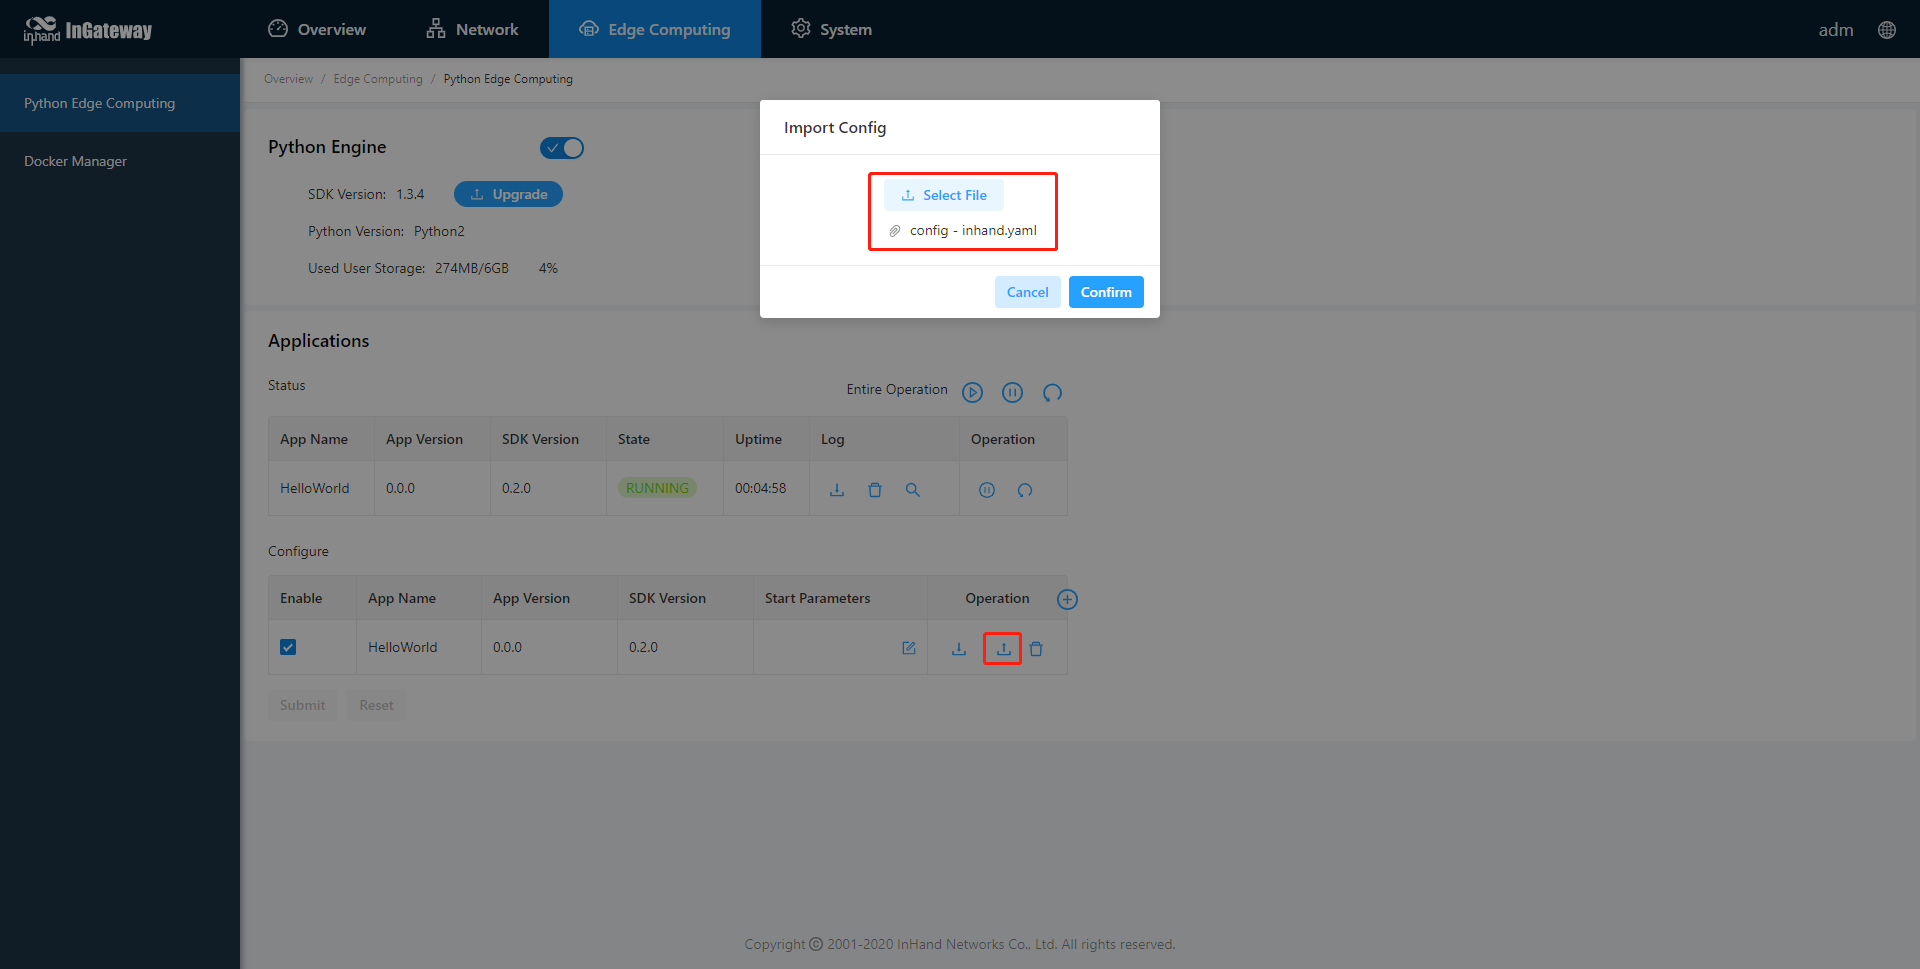 inhand InGateway
Overview
Network
Edge Computing
System
adm
Python Edge Computing
Docker Manager
Overview / Edge Computing / Python Edge Computing
Import Config
Select File
config - inhand.yaml
Cancel Confirm
Python Engine
SDK Version: 1.3.4 Upgrade
Python Version: Python2
Used User Storage: 274MB/6GB 4%
Applications
Status
Entire Operation
App Name App Version SDK Version State Uptime Log Operation
HelloWorld 0.0.0 0.2.0 RUNNING 00:04:58
Configure
Enable App Name App Version SDK Version Start Parameters Operation
HelloWorld 0.0.0 0.2.0
Submit Reset
Copyright © 2001-2020 InHand Networks Co., Ltd. All rights reserved.